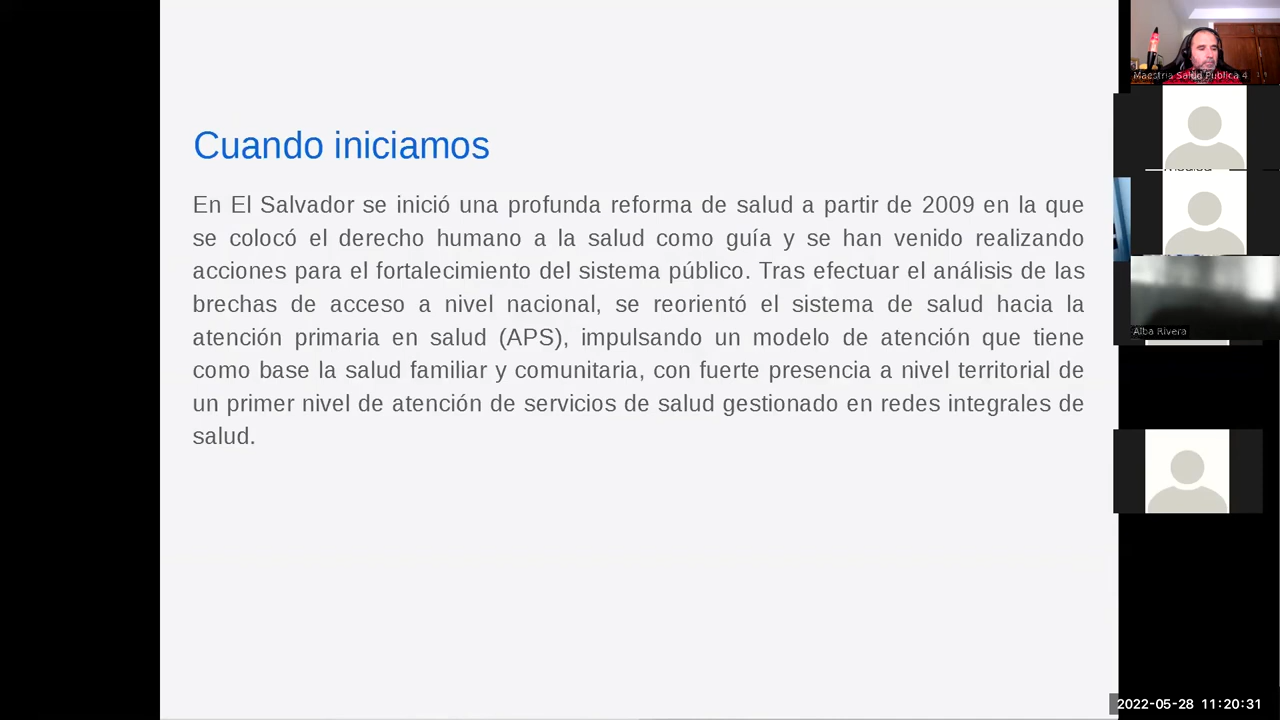 Cuando iniciamos
En El Salvador se inició una profunda reforma de salud a partir de 2009 en la que
se colocó el derecho humano a la salud como guía y se han venido realizando
acciones para el fortalecimiento del sistema público. Tras efectuar el análisis de las
brechas de acceso a nivel nacional, se reorientó el sistema de salud hacia la
atención primaria en salud (APS), impulsando un modelo de atención que tiene
como base la salud familiar y comunitaria, con fuerte presencia a nivel territorial de
un primer nivel de atención de servicios de salud gestionado en redes integrales de
salud.
Maestria Salud Publica 4
Alba Rivera
2022-05-28 11:20:31